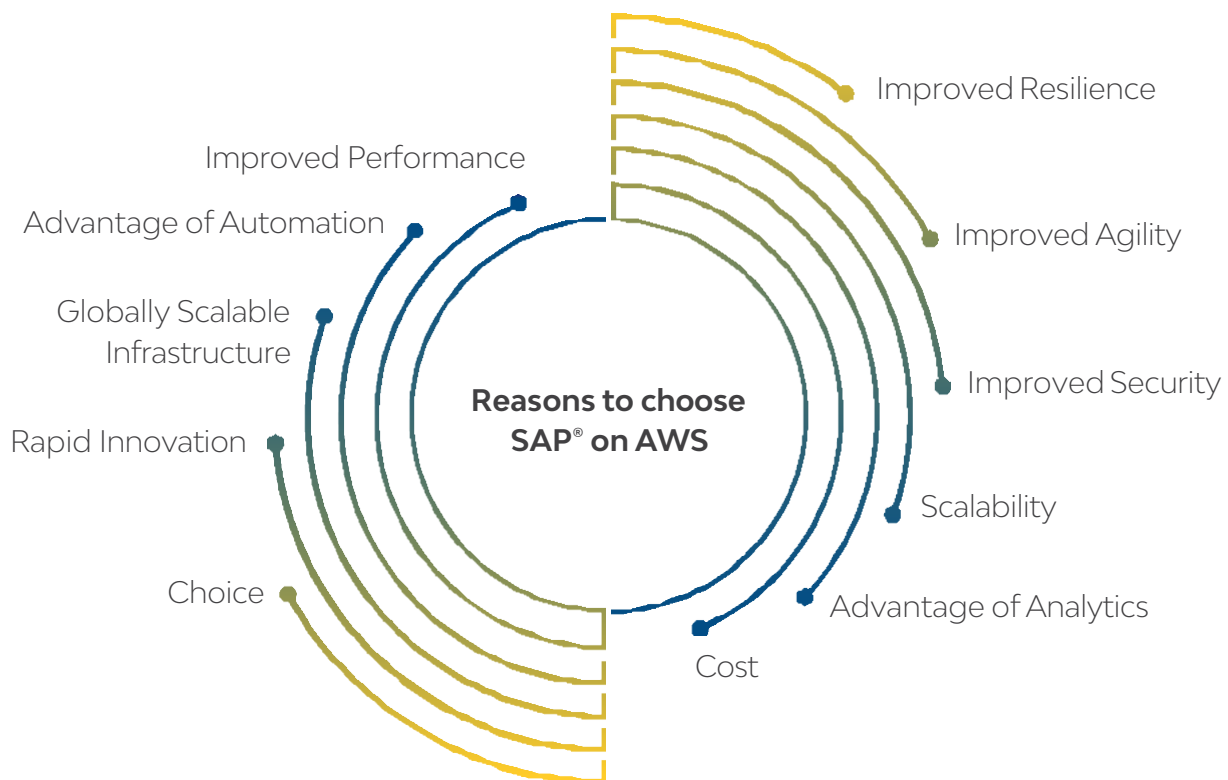 Reasons to choose
SAP® on AWS
Improved Resilience
Improved Agility
Improved Security
Scalability
Advantage of Analytics
Cost
Choice
Rapid Innovation
Globally Scalable
Infrastructure
Advantage of Automation
Improved Performance